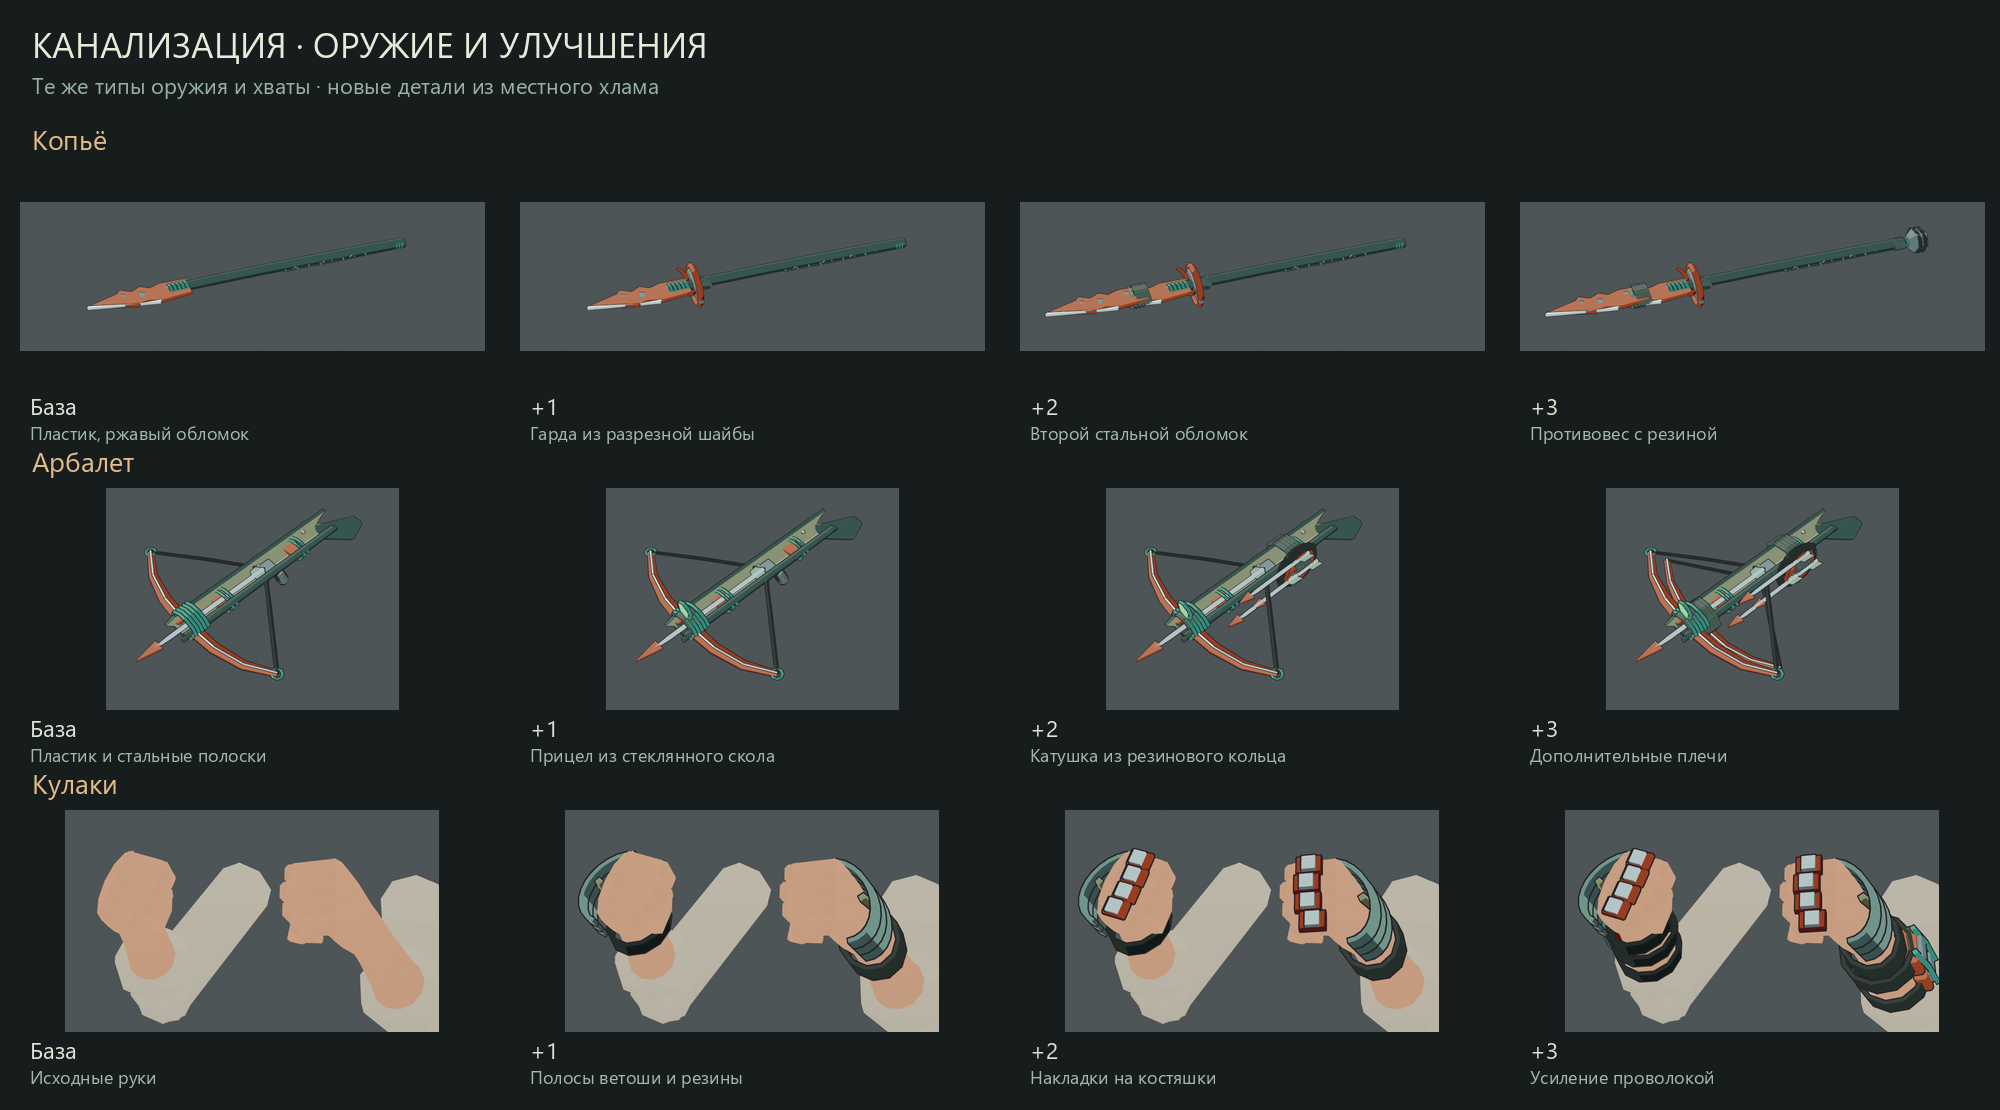 КАНАЛИЗАЦИЯ · ОРУЖИЕ И УЛУЧШЕНИЯ
Те же типы оружия и хваты · новые детали из местного хлама
Копьё
База
Пластик, ржавый обломок
+1
Гарда из разрезной шайбы
+2
Второй стальной обломок
+3
Противовес с резиной
Арбалет
База
Пластик и стальные полоски
+1
Прицел из стеклянного скола
+2
Катушка из резинового кольца
+3
Дополнительные плечи
Кулаки
База
Исходные руки
+1
Полосы ветоши и резины
+2
Накладки на костяшки
+3
Усиление проволокой